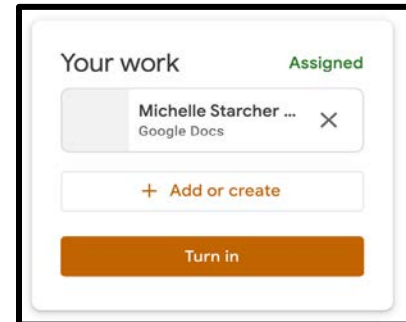 Your work
Assigned
Michelle Starcher ...
Google Docs
+ Add or create
Turn in